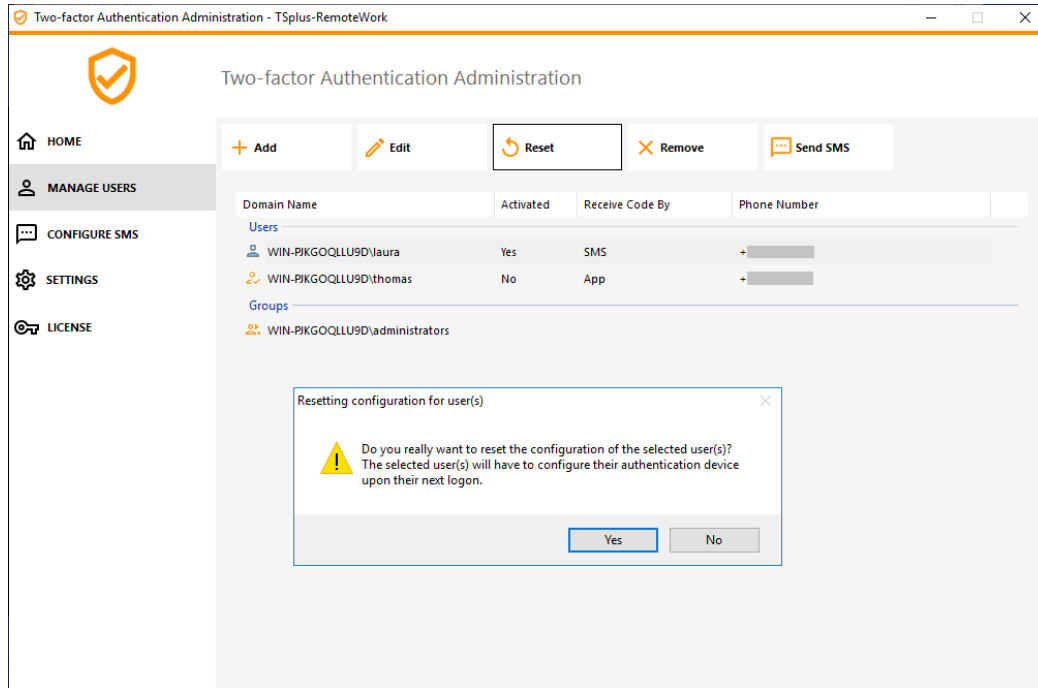 Two-factor Authentication Administration - TSplus-RemoteWork
Two-factor Authentication Administration
HOME
MANAGE USERS
CONFIGURE SMS
SETTINGS
LICENSE
Add Edit Reset Remove Send SMS
Domain Name Activated Receive Code By Phone Number
Users
WIN-PJKGOQLLU9D\laura Yes SMS +
WIN-PJKGOQLLU9D\thomas No App +
Groups
WIN-PJKGOQLLU9D\administrators
Resetting configuration for user(s)
Do you really want to reset the configuration of the selected user(s)?
The selected user(s) will have to configure their authentication device
upon their next logon.
Yes No